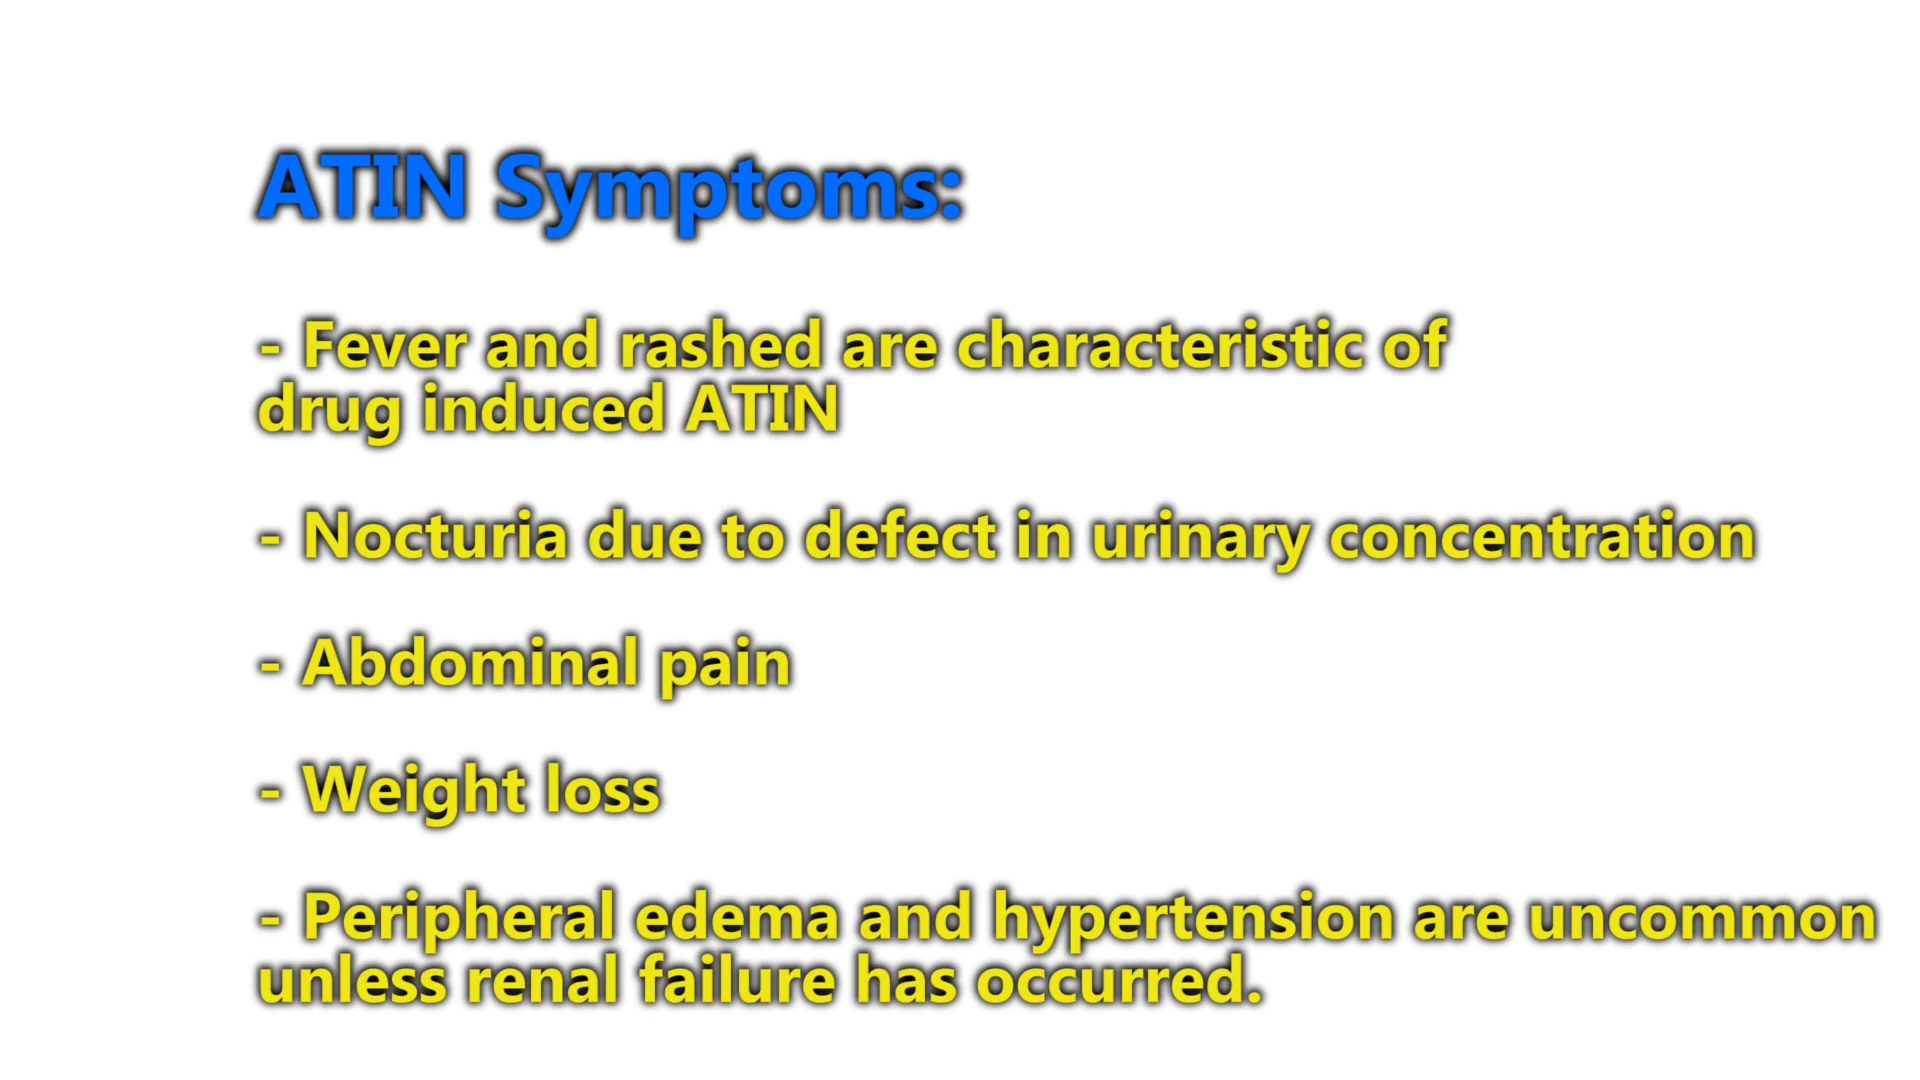 ATIN Symptoms:
- Fever and rashed are characteristic of
drug induced ATIN
- Nocturia due to defect in urinary concentration
- Abdominal pain
- Weight loss
- Peripheral edema and hypertension are uncommon
unless renal failure has occurred.